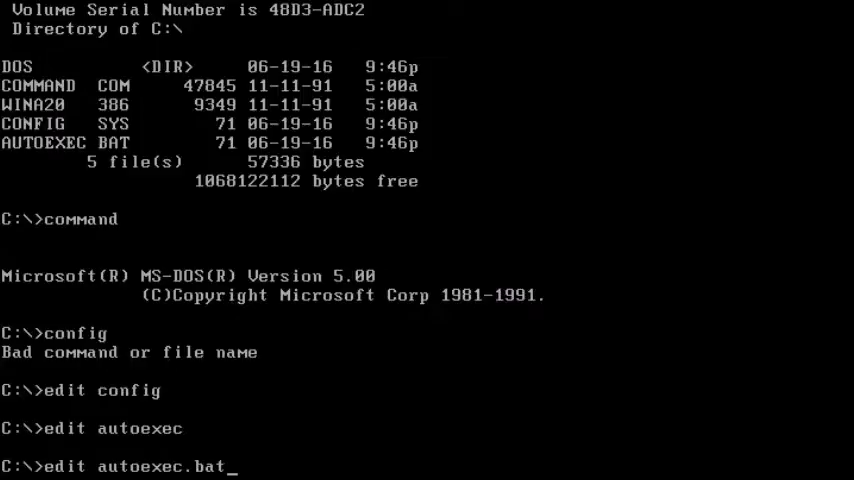 Volume Serial Number is 48D3-ADC2
Directory of C:\
DOS          <DIR>      06-19-16   9:46p
COMMAND  COM     47845 11-11-91   5:00a
WINA20   386      9349 11-11-91   5:00a
CONFIG   SYS        71 06-19-16   9:46p
AUTOEXEC BAT        71 06-19-16   9:46p
5 file(s)      57336 bytes
1068122112 bytes free
C:\>command
Microsoft(R) MS-DOS(R) Version 5.00
(C)Copyright Microsoft Corp 1981-1991.
C:\>config
Bad command or file name
C:\>edit config
C:\>edit autoexec
C:\>edit autoexec.bat_